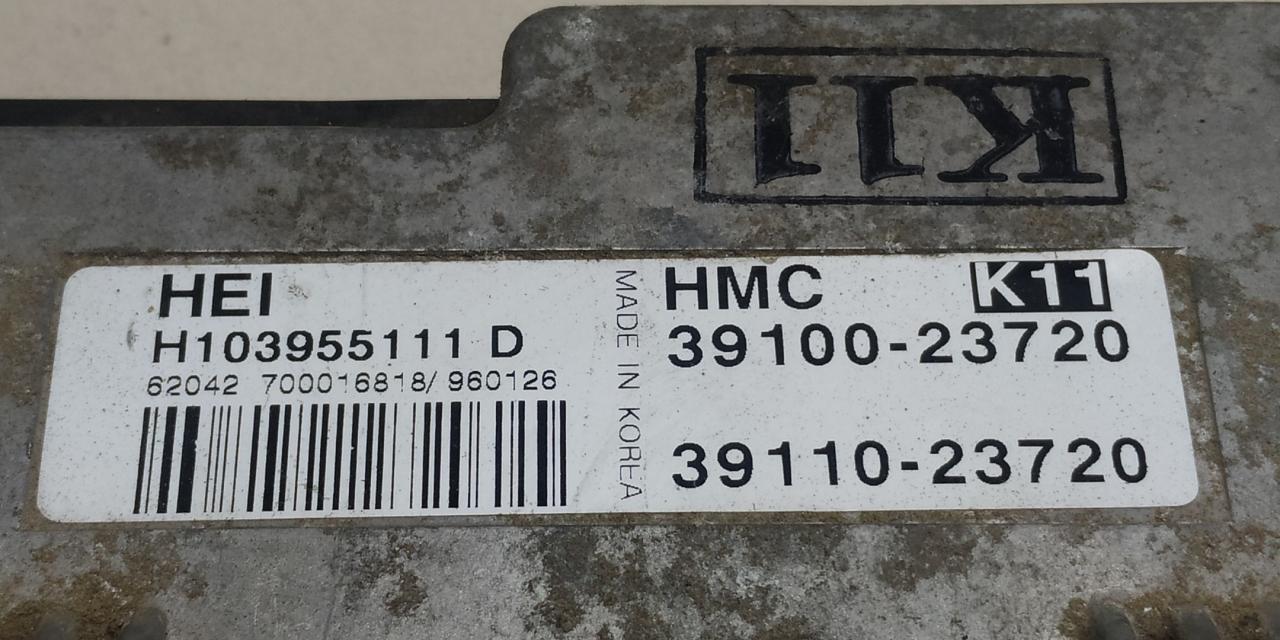 K11
HEI
H103955111 D
62042 700016818/ 960126
MADE IN KOREA
HMC K11
39100-23720
39110-23720